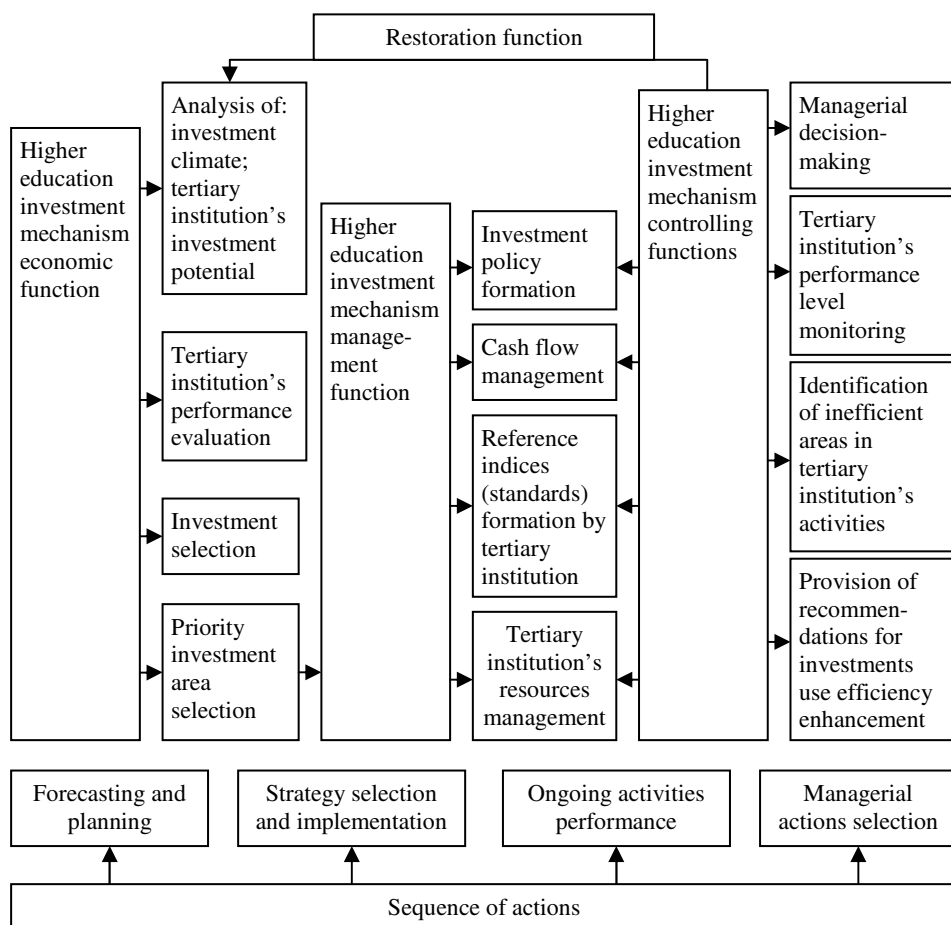 Restoration function
Higher
education
investment
mechanism
economic
function
Analysis of:
investment
climate;
tertiary
institution’s
investment
potential
Tertiary
institution’s
performance
evaluation
Investment
selection
Priority
investment
area
selection
Higher
education
investment
mechanism
manage-
ment
function
Investment
policy
formation
Cash flow
management
Reference
indices
(standards)
formation by
tertiary
institution
Tertiary
institution’s
resources
management
Higher
education
investment
mechanism
controlling
functions
Managerial
decision-
making
Tertiary
institution’s
performance
level
monitoring
Identification
of inefficient
areas in
tertiary
institution’s
activities
Provision of
recommen-
dations for
investments
use efficiency
enhancement
Forecasting and
planning
Strategy selection
and implementation
Ongoing activities
performance
Managerial
actions selection
Sequence of actions